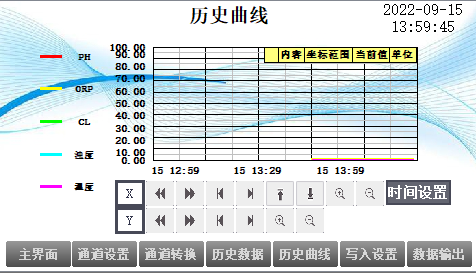 历史曲线
2022-09-15
13:59:45
内容 坐标范围 当前值 单位
PH
ORP
CL
浊度
温度
100.00
90.00
80.00
70.00
60.00
50.00
40.00
30.00
20.00
10.00
0.00
15 12:59 15 13:29 15 13:59
X 时间设置
Y
主界面 通道设置 通道转换 历史数据 历史曲线 写入设置 数据输出